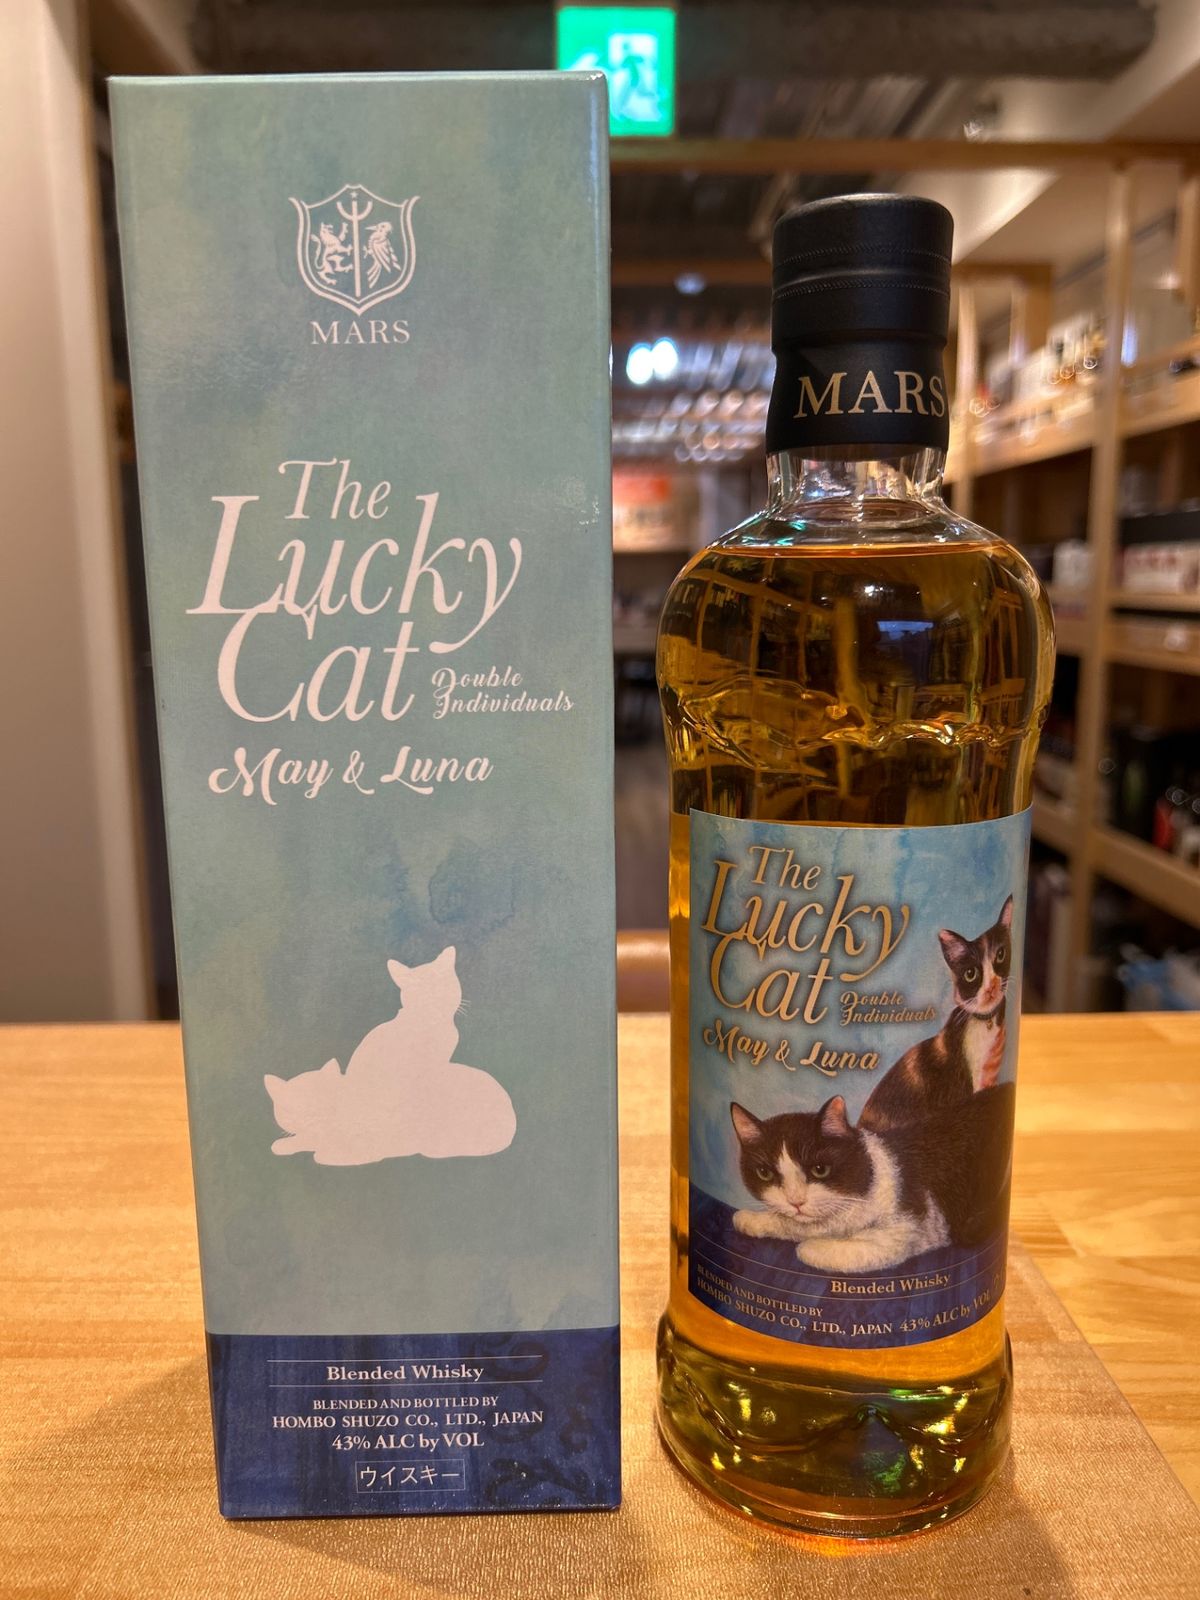 MARS
The
Lucky
Cat
Double
Individuals
May & Luna
Blended Whisky
BLENDED AND BOTTLED BY
HOMBO SHUZO CO., LTD., JAPAN
43% ALC by VOL
ウイスキー
MARS
The
Lucky
Cat
Double
Individuals
May & Luna
Blended Whisky
BLENDED AND BOTTLED BY
HOMBO SHUZO CO., LTD., JAPAN 43% ALC by VOL